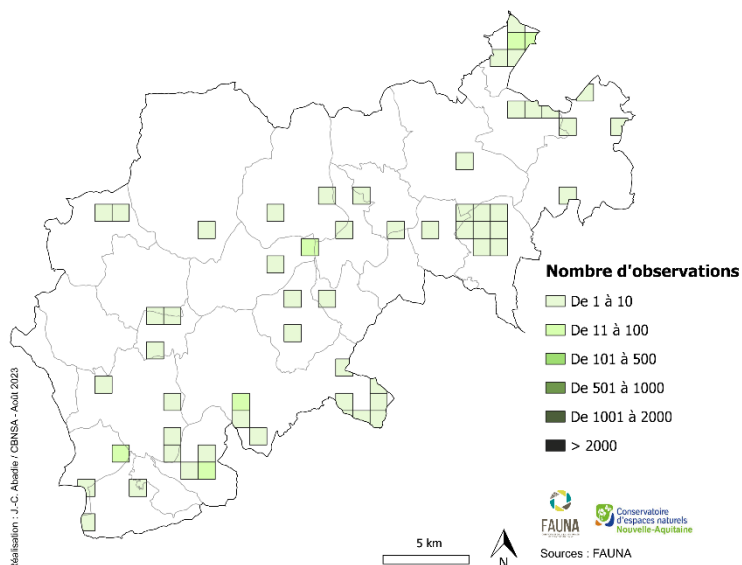 Nombre d'observations
De 1 à 10
De 11 à 100
De 101 à 500
De 501 à 1000
De 1001 à 2000
> 2000
Réalisation : J.-C. Abadie / CBNSA - Août 2023
FAUNA
Conservatoire
d'espaces naturels
Nouvelle-Aquitaine
5 km
Sources : FAUNA